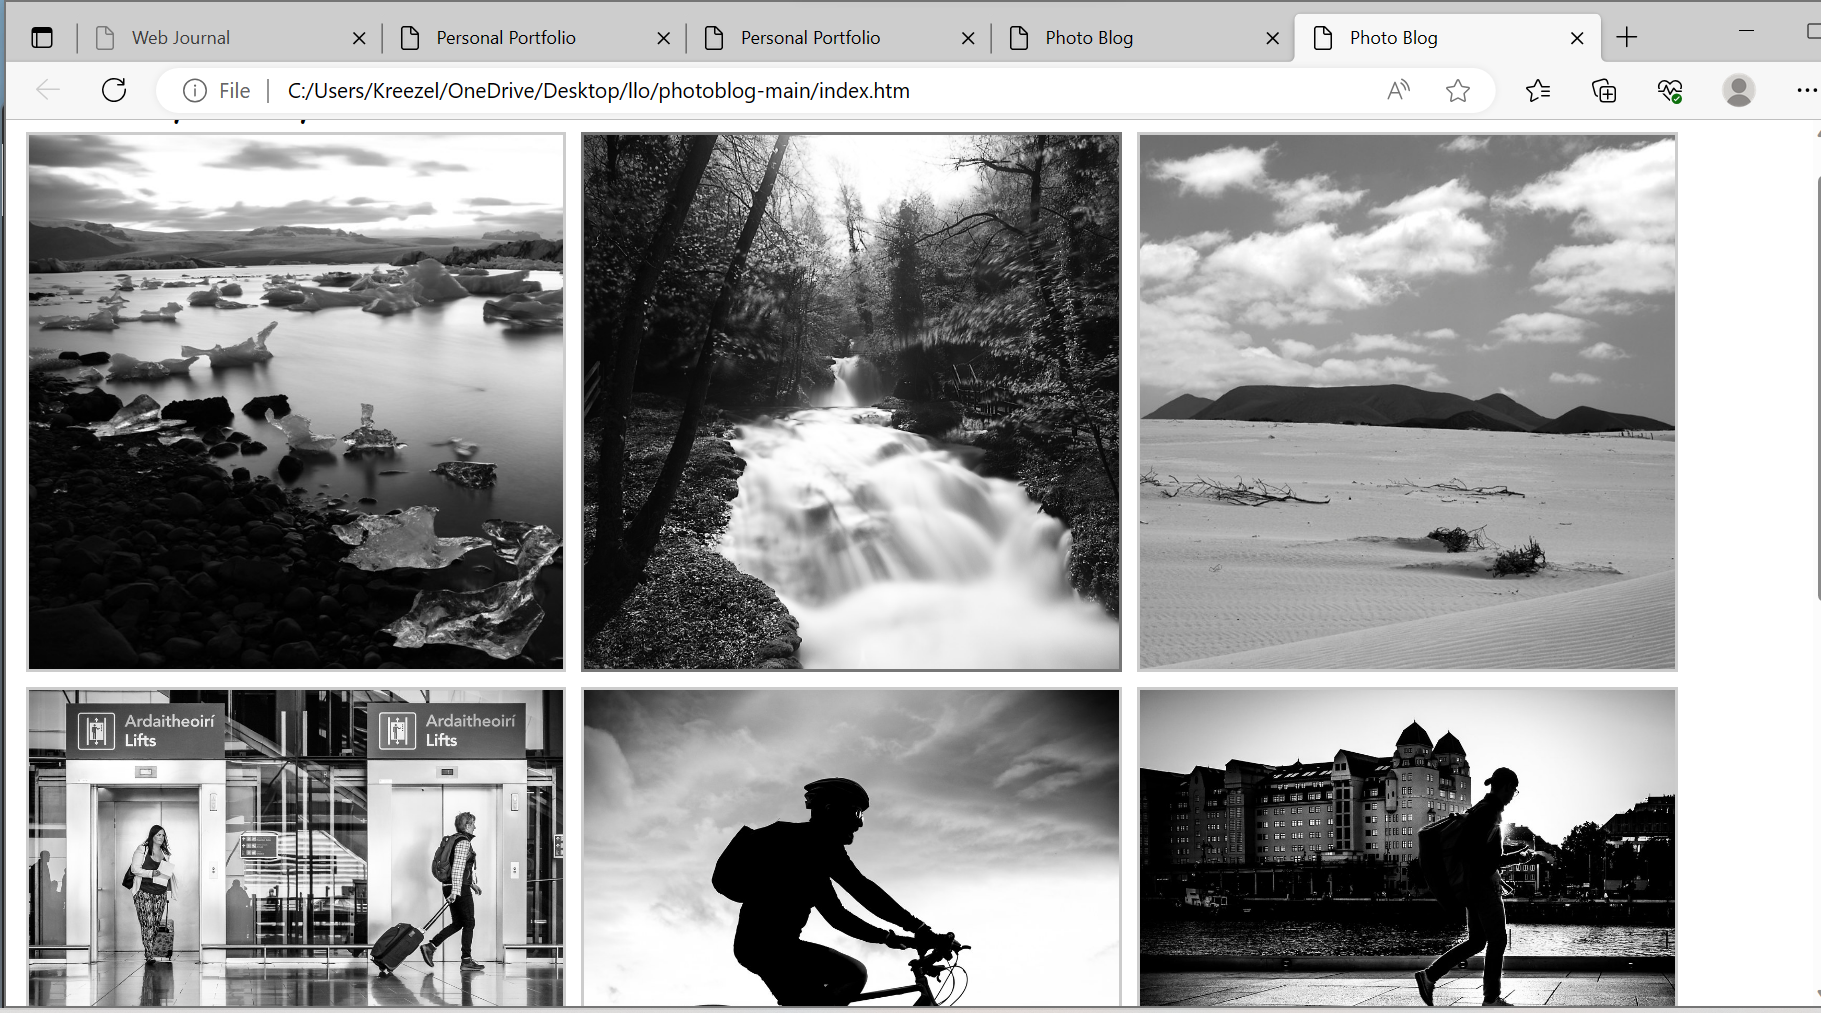 Web Journal
Personal Portfolio
Personal Portfolio
Photo Blog
Photo Blog
File
C:/Users/Kreezel/OneDrive/Desktop/llo/photoblog-main/index.htm
Ardaitheoirí
Lifts
Ardaitheoirí
Lifts